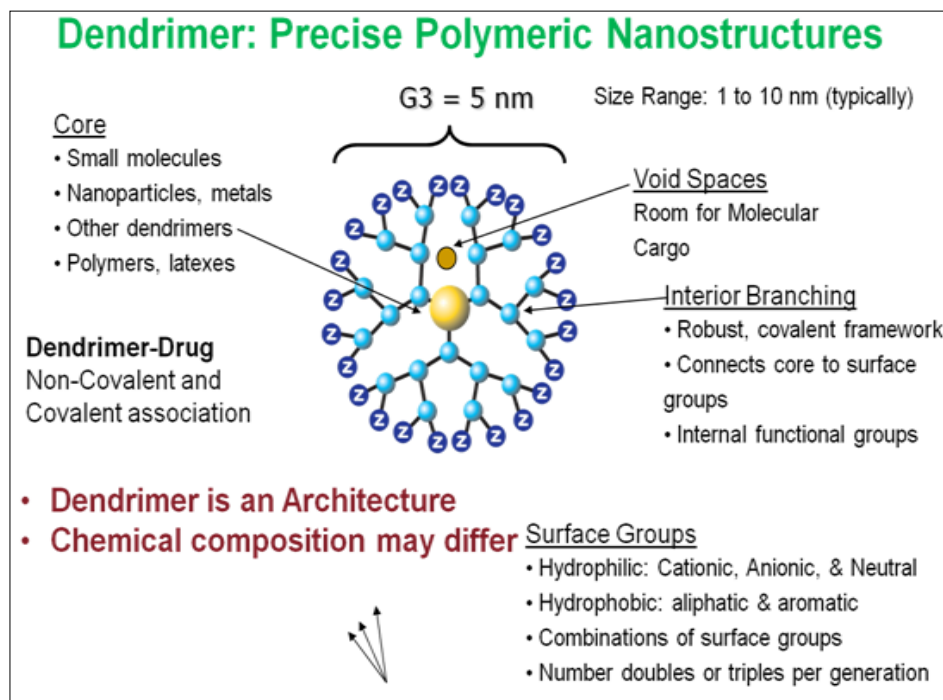 Dendrimer: Precise Polymeric Nanostructures
G3 = 5 nm
Size Range: 1 to 10 nm (typically)
Core
• Small molecules
• Nanoparticles, metals
• Other dendrimers
• Polymers, latexes
Void Spaces
Room for Molecular
Cargo
Interior Branching
• Robust, covalent framework
• Connects core to surface
groups
• Internal functional groups
Dendrimer-Drug
Non-Covalent and
Covalent association
Z Z Z Z
Z Z
Z Z
Z Z
Z Z
Z Z
Z Z
Z Z
Z Z
Z Z Z Z
• Dendrimer is an Architecture
• Chemical composition may differ
Surface Groups
• Hydrophilic: Cationic, Anionic, & Neutral
• Hydrophobic: aliphatic & aromatic
• Combinations of surface groups
• Number doubles or triples per generation